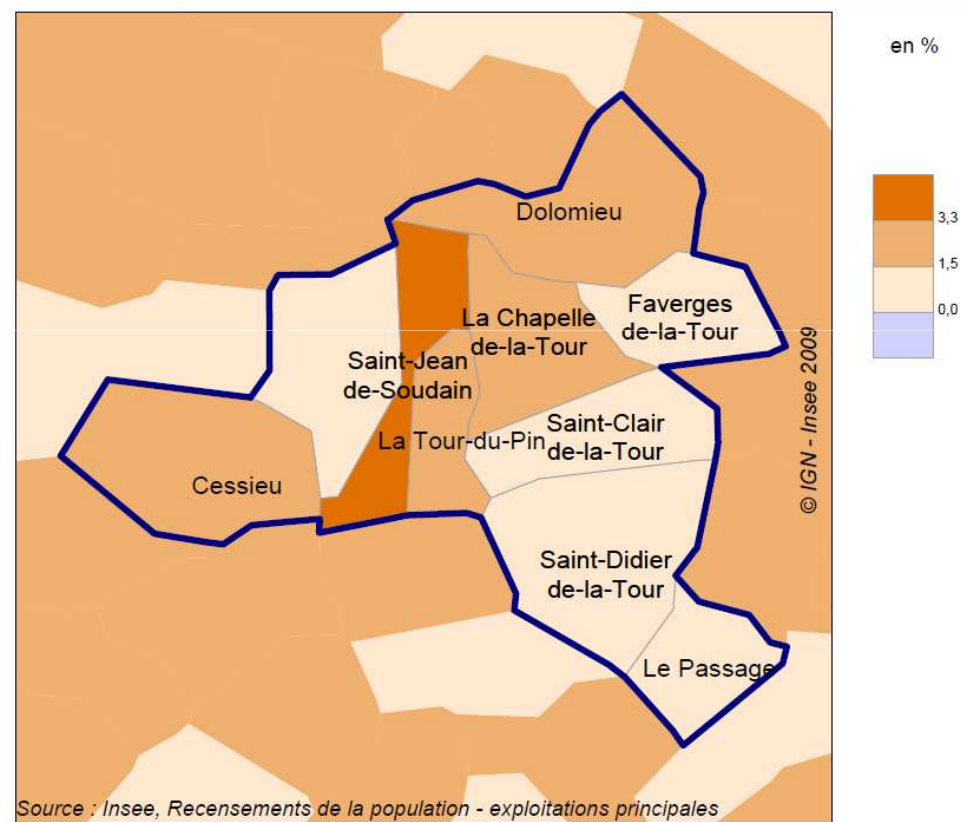 en %
3,3
1,5
0,0
Dolomieu
La Chapelle
de-la-Tour
Faverges
de-la-Tour
Saint-Jean
de-Soudain
La Tour-du-Pin
Saint-Clair
de-la-Tour
Cessieu
Saint-Didier
de-la-Tour
Le Passage
© IGN - Insee 2009
Source : Insee, Recensements de la population - exploitations principales